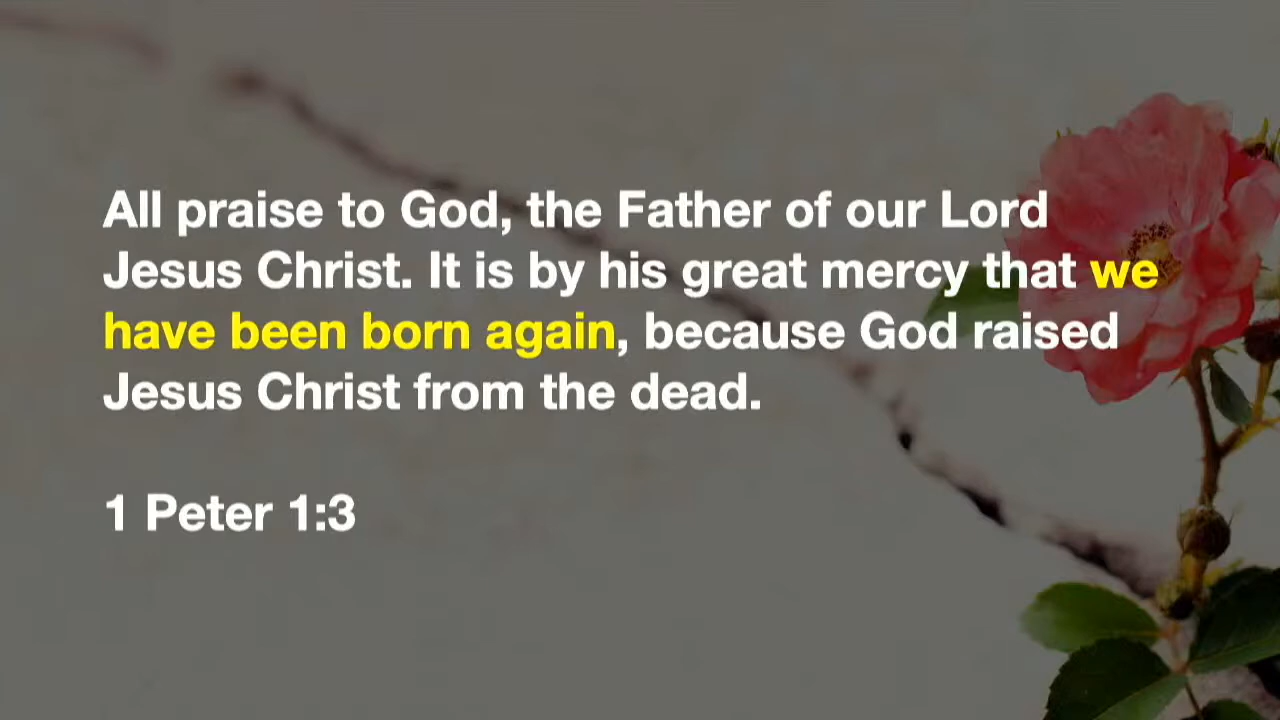 All praise to God, the Father of our Lord
Jesus Christ. It is by his great mercy that we
have been born again, because God raised
Jesus Christ from the dead.
1 Peter 1:3